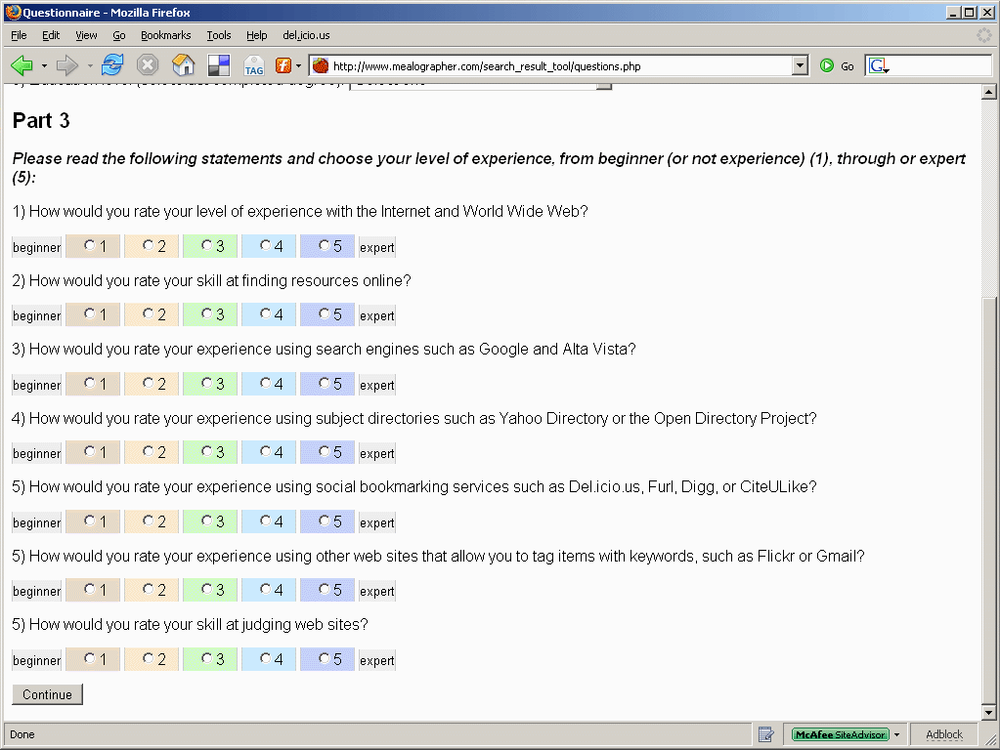 Questionnaire - Mozilla Firefox
File Edit View Go Bookmarks Tools Help del.icio.us
TAG http://www.mealographer.com/search_result_tool/questions.php Go G
Part 3
Please read the following statements and choose your level of experience, from beginner (or not experience) (1), through or expert
(5):
1) How would you rate your level of experience with the Internet and World Wide Web?
beginner 1 2 3 4 5 expert
2) How would you rate your skill at finding resources online?
beginner 1 2 3 4 5 expert
3) How would you rate your experience using search engines such as Google and Alta Vista?
beginner 1 2 3 4 5 expert
4) How would you rate your experience using subject directories such as Yahoo Directory or the Open Directory Project?
beginner 1 2 3 4 5 expert
5) How would you rate your experience using social bookmarking services such as Del.icio.us, Furl, Digg, or CiteULike?
beginner 1 2 3 4 5 expert
5) How would you rate your experience using other web sites that allow you to tag items with keywords, such as Flickr or Gmail?
beginner 1 2 3 4 5 expert
5) How would you rate your skill at judging web sites?
beginner 1 2 3 4 5 expert
Continue
Done McAfee SiteAdvisor Adblock